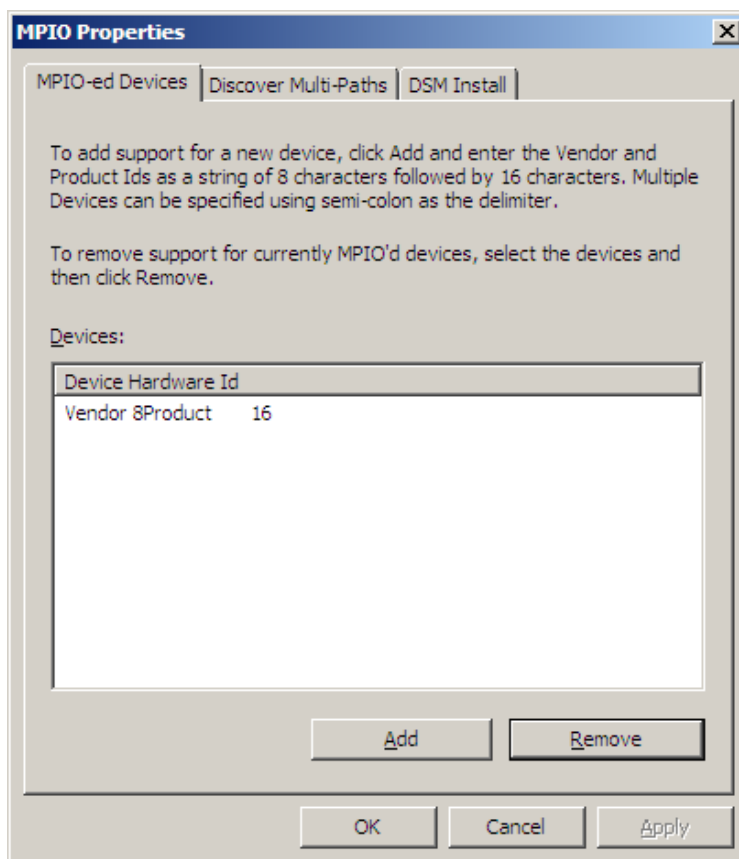 MPIO Properties
MPIO-ed Devices Discover Multi-Paths DSM Install
To add support for a new device, click Add and enter the Vendor and
Product Ids as a string of 8 characters followed by 16 characters. Multiple
Devices can be specified using semi-colon as the delimiter.
To remove support for currently MPIO'd devices, select the devices and
then click Remove.
Devices:
Device Hardware Id
Vendor 8Product 16
Add Remove
OK Cancel Apply